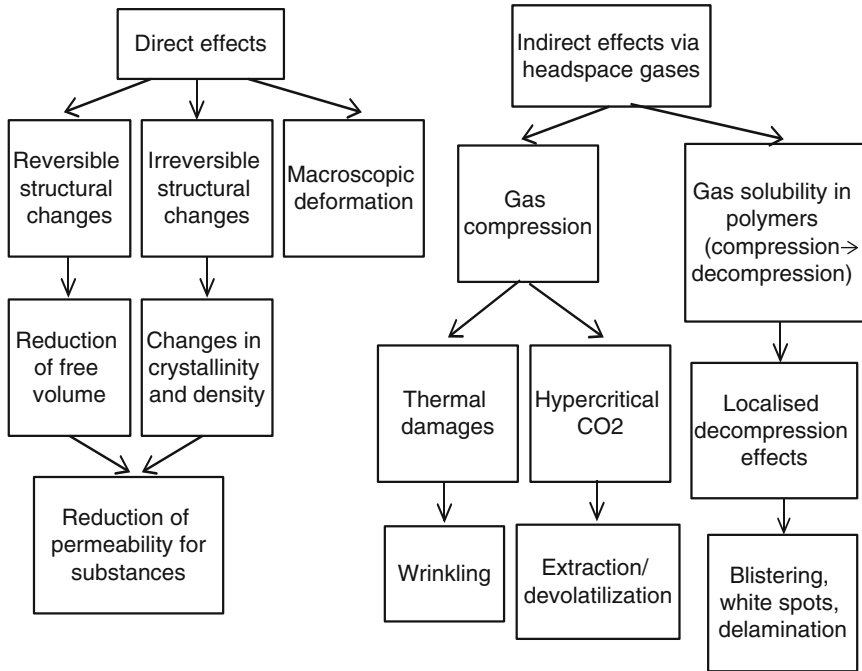 Direct effects
Reversible
structural
changes
Irreversible
structural
changes
Macroscopic
deformation
Reduction
of free
volume
Changes in
crystallinity
and density
Reduction of
permeability for
substances
Indirect effects via
headspace gases
Gas
compression
Gas solubility in
polymers
(compression→
decompression)
Thermal
damages
Hypercritical
CO2
Localised
decompression
effects
Wrinkling
Extraction/
devolatilization
Blistering,
white spots,
delamination